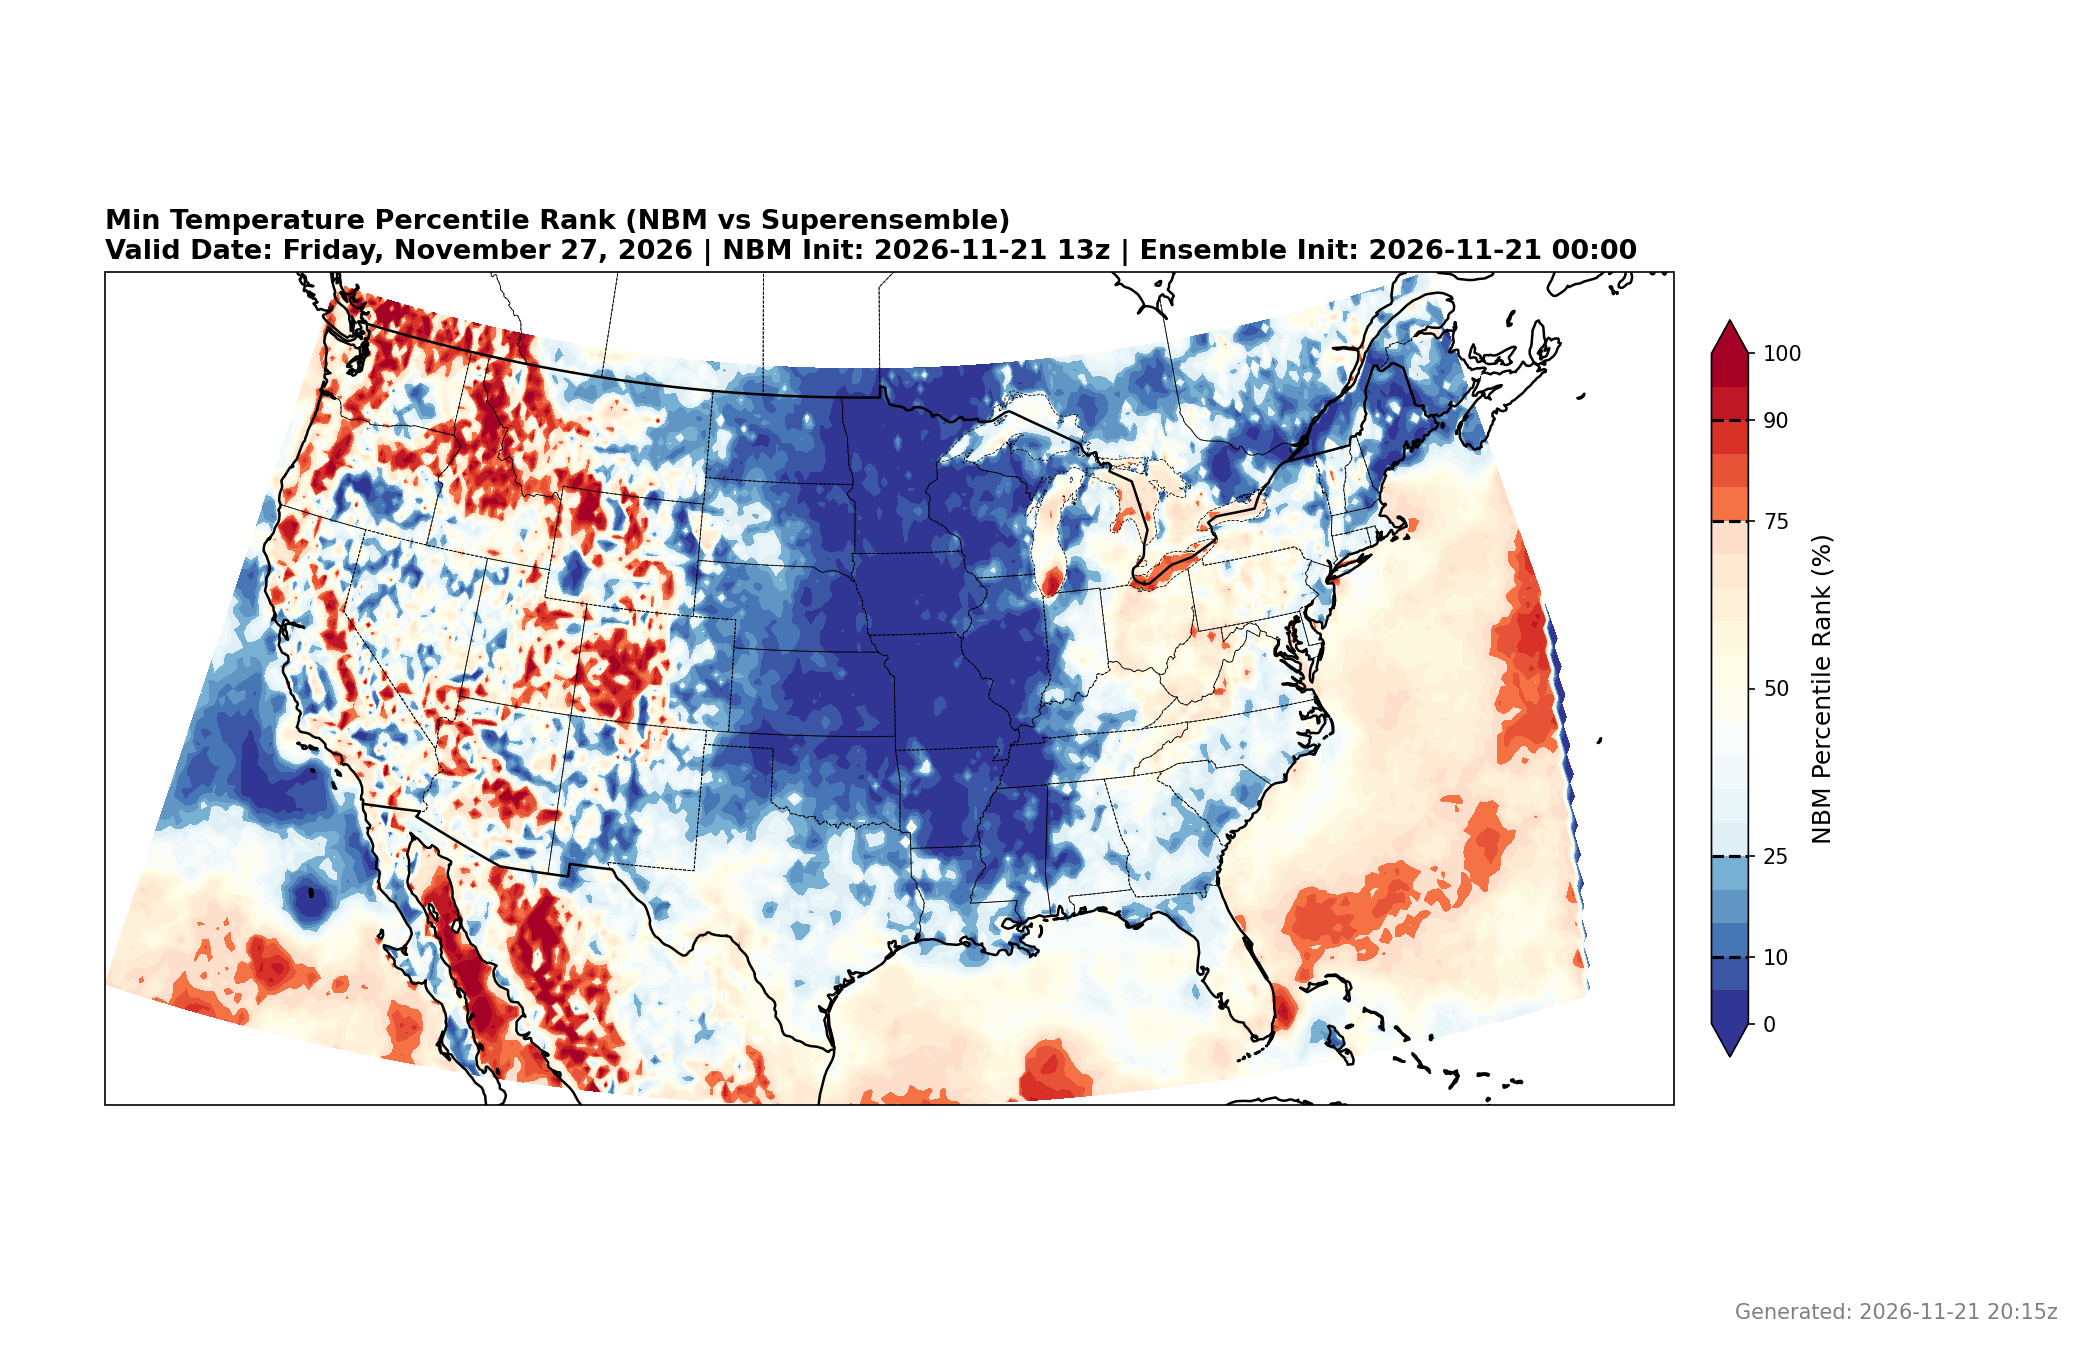 Min Temperature Percentile Rank (NBM vs Superensemble)
Valid Date: Friday, November 27, 2026 | NBM Init: 2026-11-21 13z | Ensemble Init: 2026-11-21 00:00
100
90
75
50
25
10
0
NBM Percentile Rank (%)
Generated: 2026-11-21 20:15z